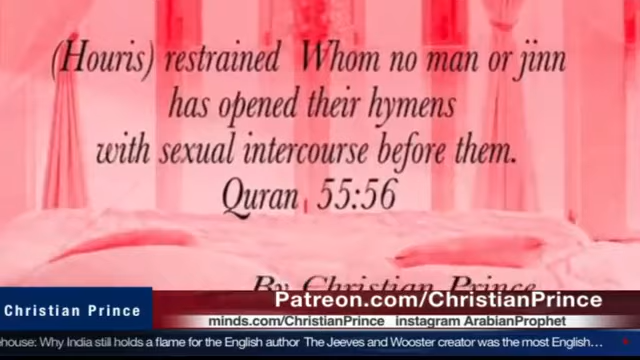 (Houris) restrained Whom no man or jinn
has opened their hymens
with sexual intercourse before them.
Quran 55:56
By Christian Prince
Christian Prince
Patreon.com/ChristianPrince
minds.com/ChristianPrince instagram ArabianProphet
house: Why India still holds a flame for the English author The Jeeves and Wooster creator was the most English…